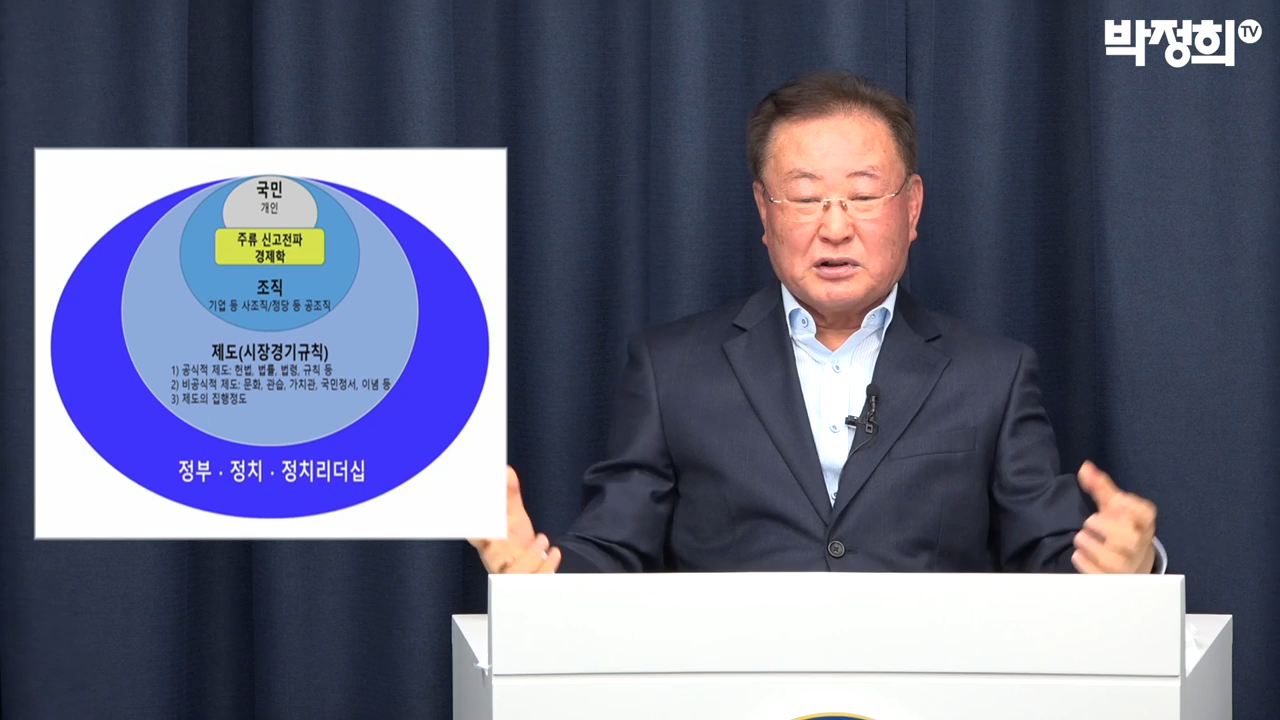 박정희TV
국민
개인
주류 신고전파
경제학
조직
기업 등 사조직/정당 등 공조직
제도(시장경기규칙)
1) 공식적 제도: 헌법, 법률, 법령, 규칙 등
2) 비공식적 제도: 문화, 관습, 가치관, 국민정서, 이념 등
3) 제도의 집행정도
정부 · 정치 · 정치리더십